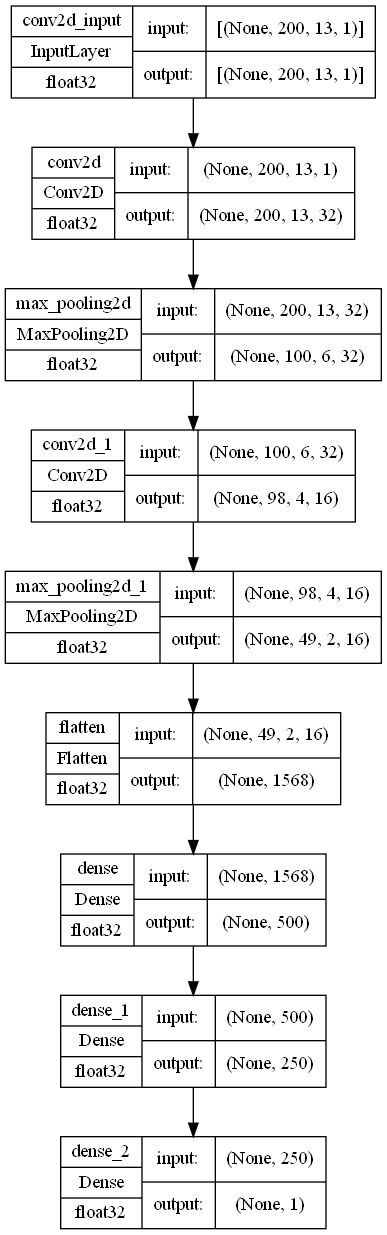 conv2d_input
InputLayer
float32
input:
[(None, 200, 13, 1)]
output:
[(None, 200, 13, 1)]
conv2d
Conv2D
float32
input:
(None, 200, 13, 1)
output:
(None, 200, 13, 32)
max_pooling2d
MaxPooling2D
float32
input:
(None, 200, 13, 32)
output:
(None, 100, 6, 32)
conv2d_1
Conv2D
float32
input:
(None, 100, 6, 32)
output:
(None, 98, 4, 16)
max_pooling2d_1
MaxPooling2D
float32
input:
(None, 98, 4, 16)
output:
(None, 49, 2, 16)
flatten
Flatten
float32
input:
(None, 49, 2, 16)
output:
(None, 1568)
dense
Dense
float32
input:
(None, 1568)
output:
(None, 500)
dense_1
Dense
float32
input:
(None, 500)
output:
(None, 250)
dense_2
Dense
float32
input:
(None, 250)
output:
(None, 1)